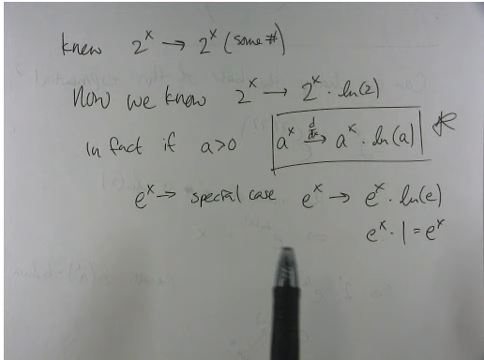 knew 2^x → 2^x (some #)
Now we know 2^x → 2^x · ln(2)
In fact if a>0 a^x d/dx→ a^x · ln(a) *
e^x → special case e^x → e^x · ln(e)
e^x · 1 = e^x